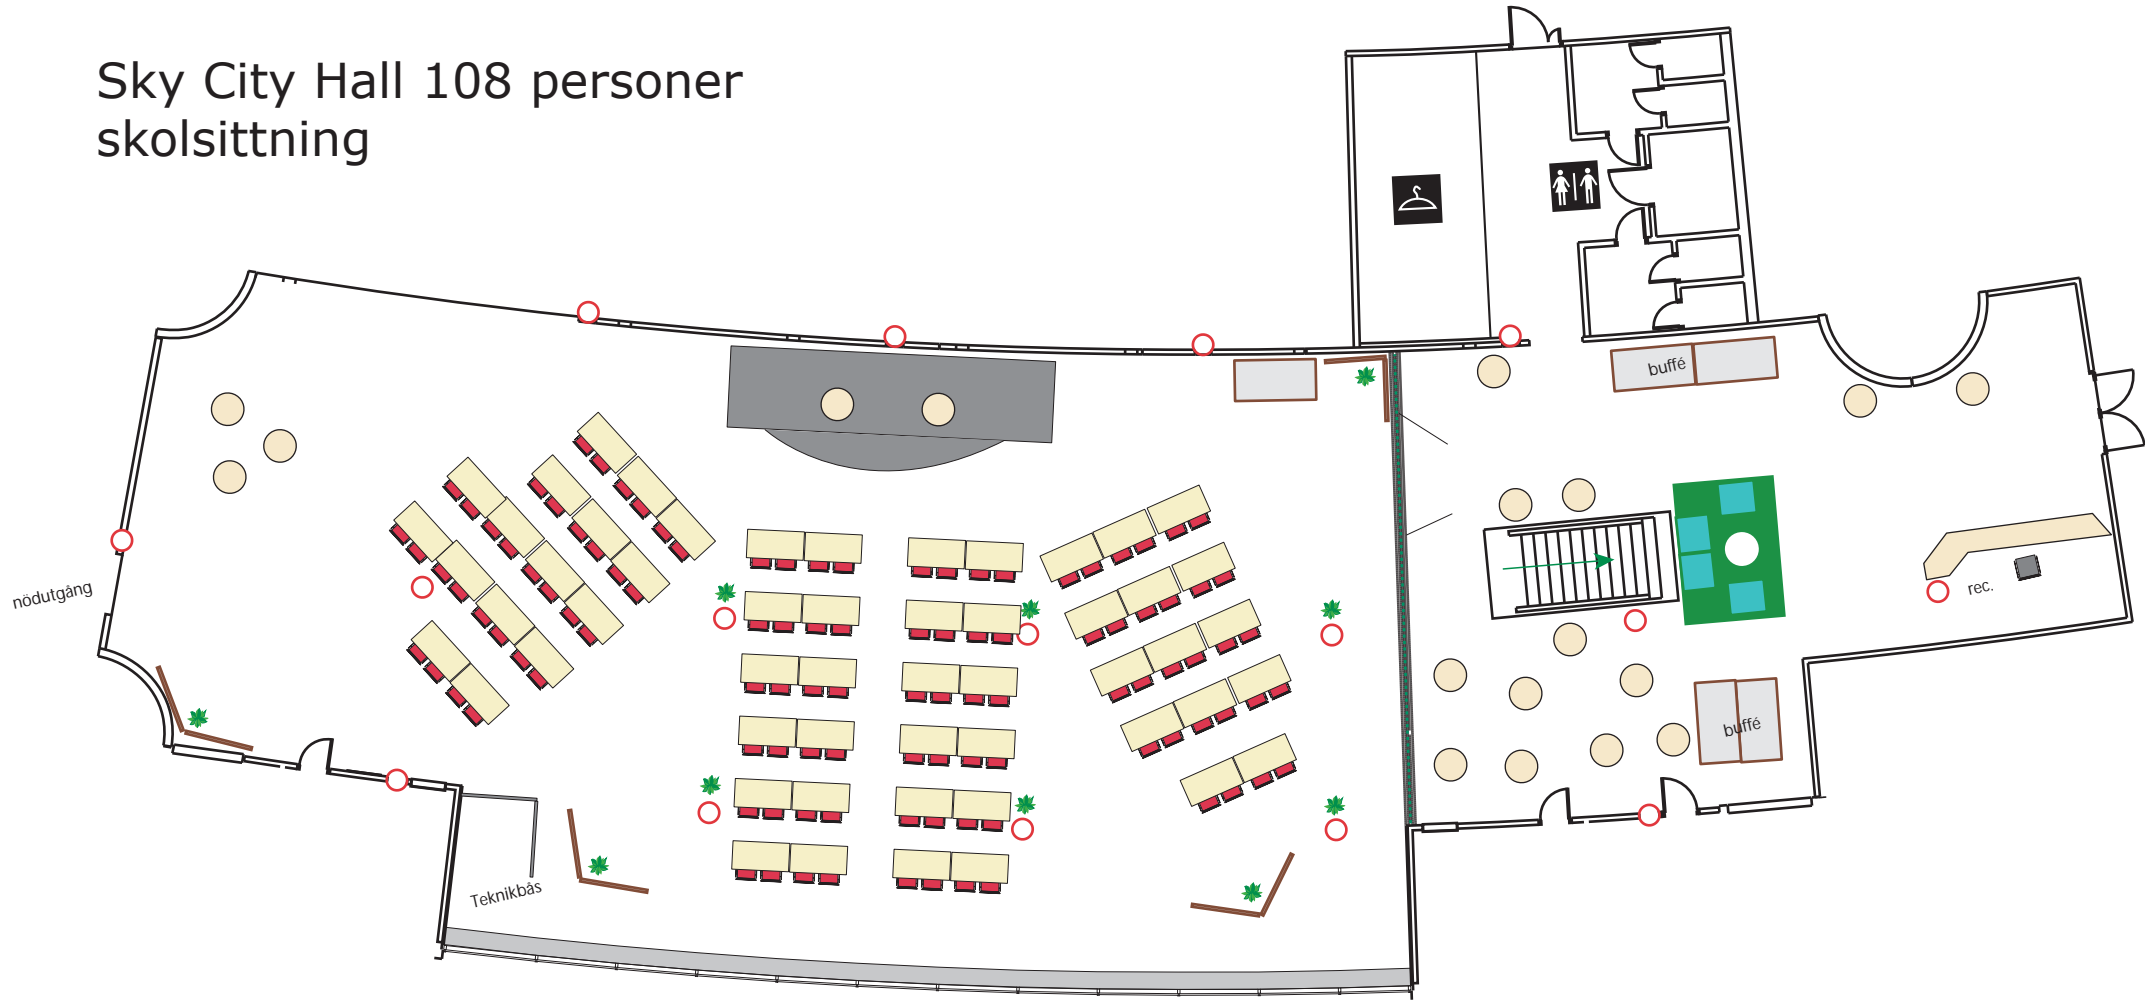 Sky City Hall 108 personer
skolsittning
buffé
nödutgång
rec.
buffé
Teknikbås